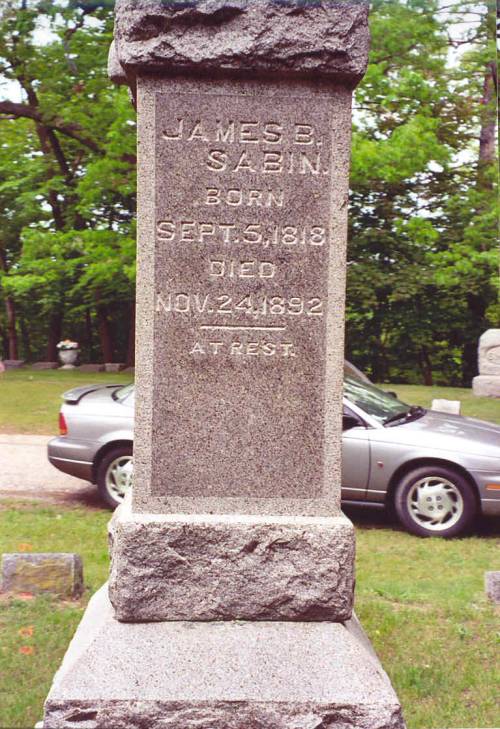 JAMES B.
SABIN.
BORN
SEPT. 5, 1818
DIED
NOV. 24, 1892
AT REST.